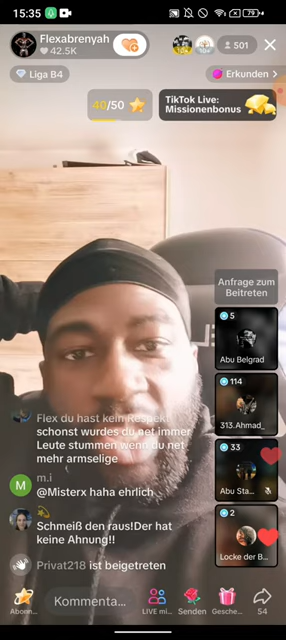 15:35
79
Flexabrenyah
42.5K
501
Liga B4
Erkunden >
40/50
TikTok Live:
Missionenbonus
Anfrage zum
Beitreten
5
Abu Belgrad
114
313.Ahmad_
33
Abu Sta...
2
Locke der B...
Flex du hast kein Respekt
schonst wurdes du net immer
Leute stummen wenn du net
mehr armselige
M
m.i
@Misterx haha ehrlich
Schmeiß den raus!Der hat
keine Ahnung!!
Privat218 ist beigetreten
Abonn...
Kommenta...
LIVE mi...
Senden
Gesche...
54